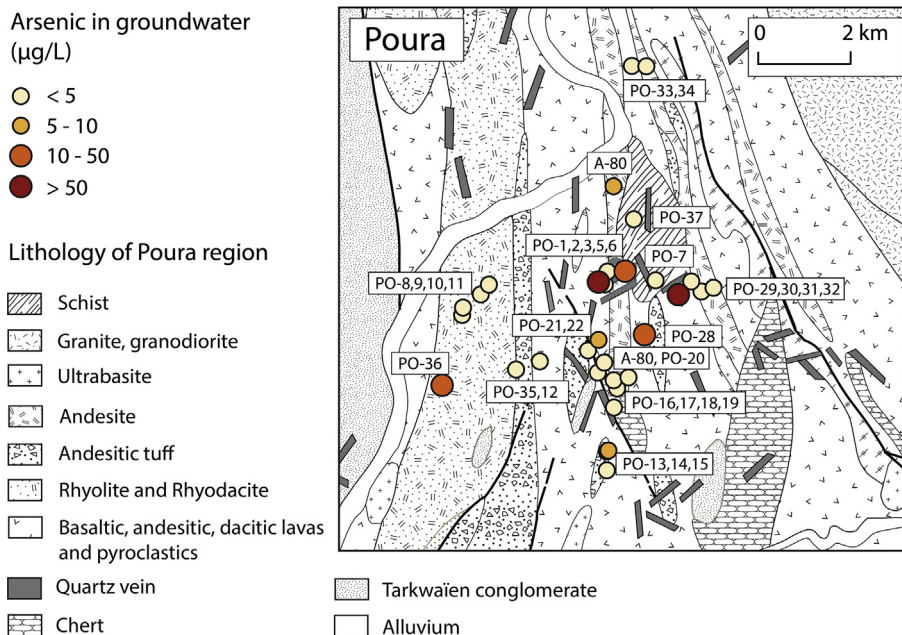 Arsenic in groundwater
(µg/L)
< 5
5 - 10
10 - 50
> 50
Lithology of Poura region
Schist
Granite, granodiorite
Ultrabasite
Andesite
Andesitic tuff
Rhyolite and Rhyodacite
Basaltic, andesitic, dacitic lavas
and pyroclastics
Quartz vein
Chert
Tarkwaïen conglomerate
Alluvium
Poura
0 2 km
PO-33,34
A-80
PO-37
PO-1,2,3,5,6
PO-7
PO-8,9,10,11
PO-29,30,31,32
PO-21,22
PO-28
PO-36
A-80, PO-20
PO-35,12
PO-16,17,18,19
PO-13,14,15